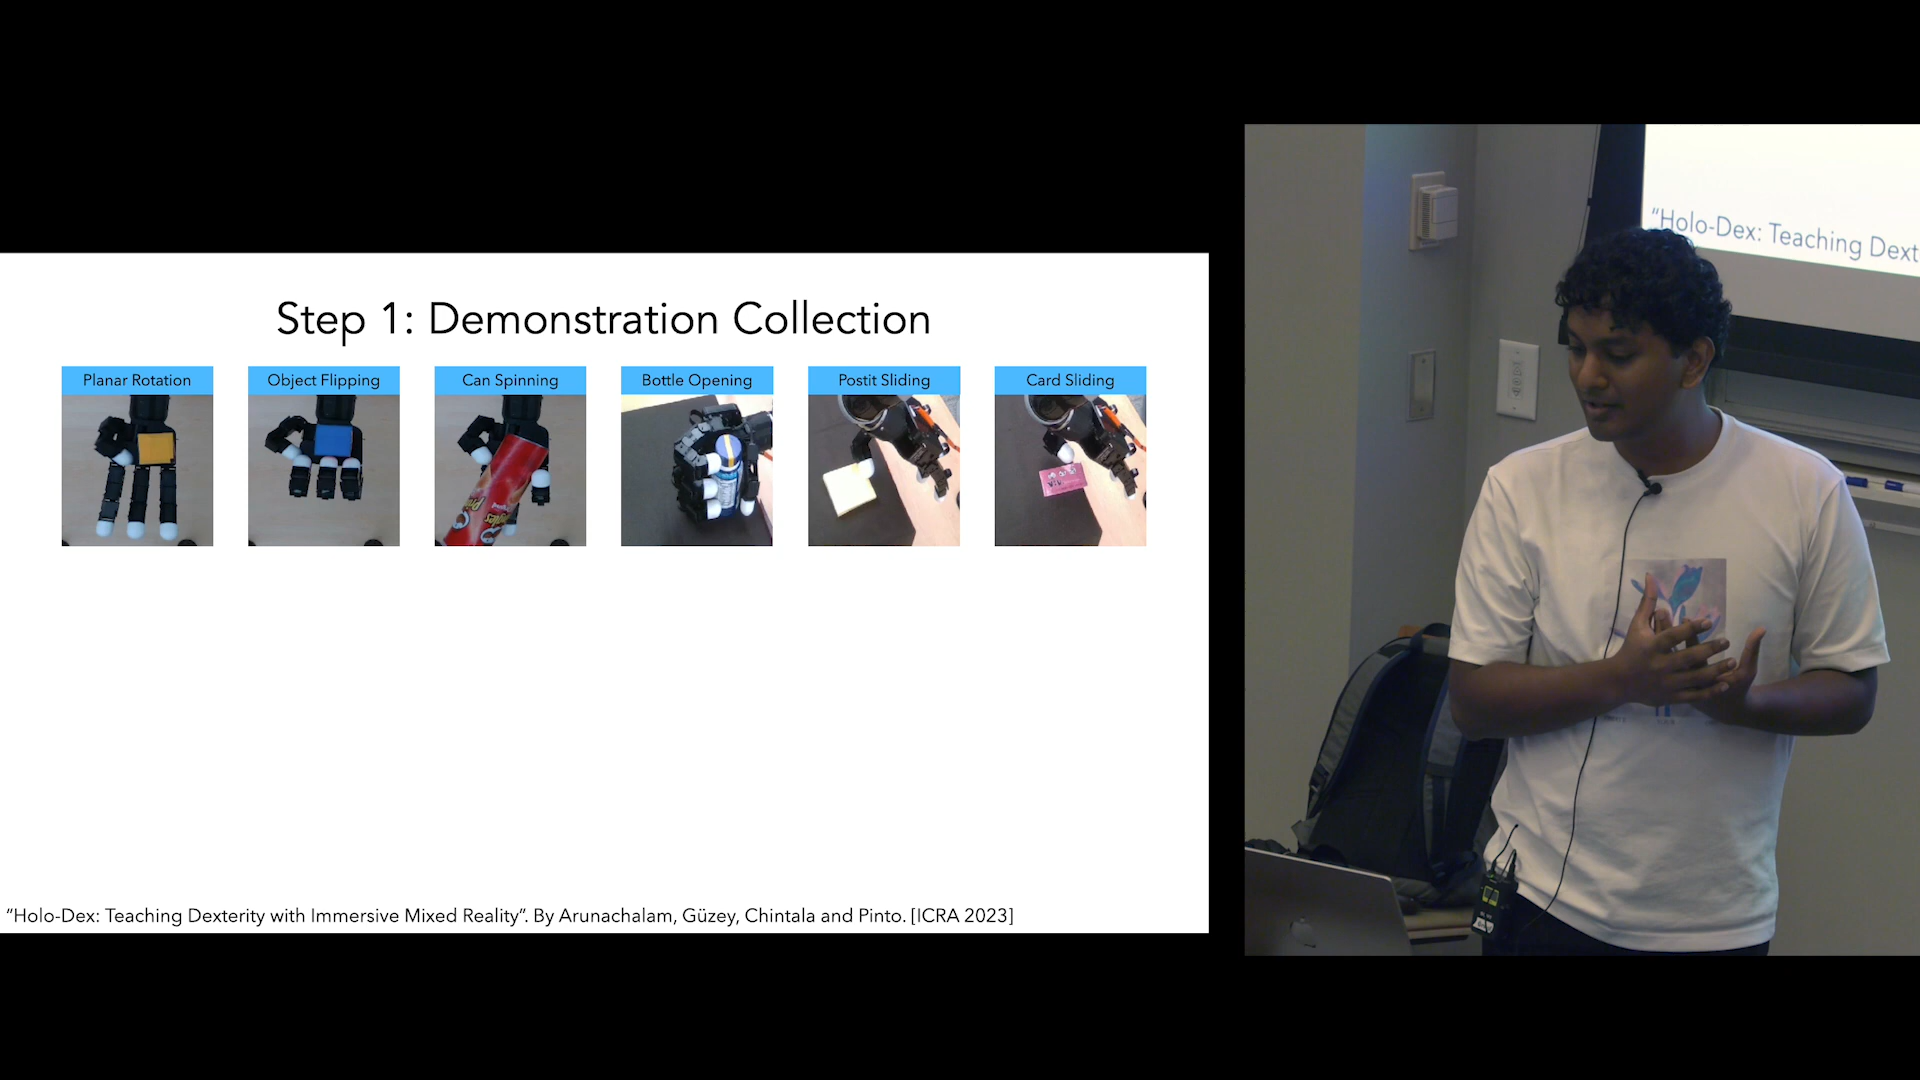 Step 1: Demonstration Collection
Planar Rotation
Object Flipping
Can Spinning
Bottle Opening
Postit Sliding
Card Sliding
"Holo-Dex: Teaching Dexterity with Immersive Mixed Reality". By Arunachalam, Güzey, Chintala and Pinto. [ICRA 2023]
"Holo-Dex: Teaching Dext